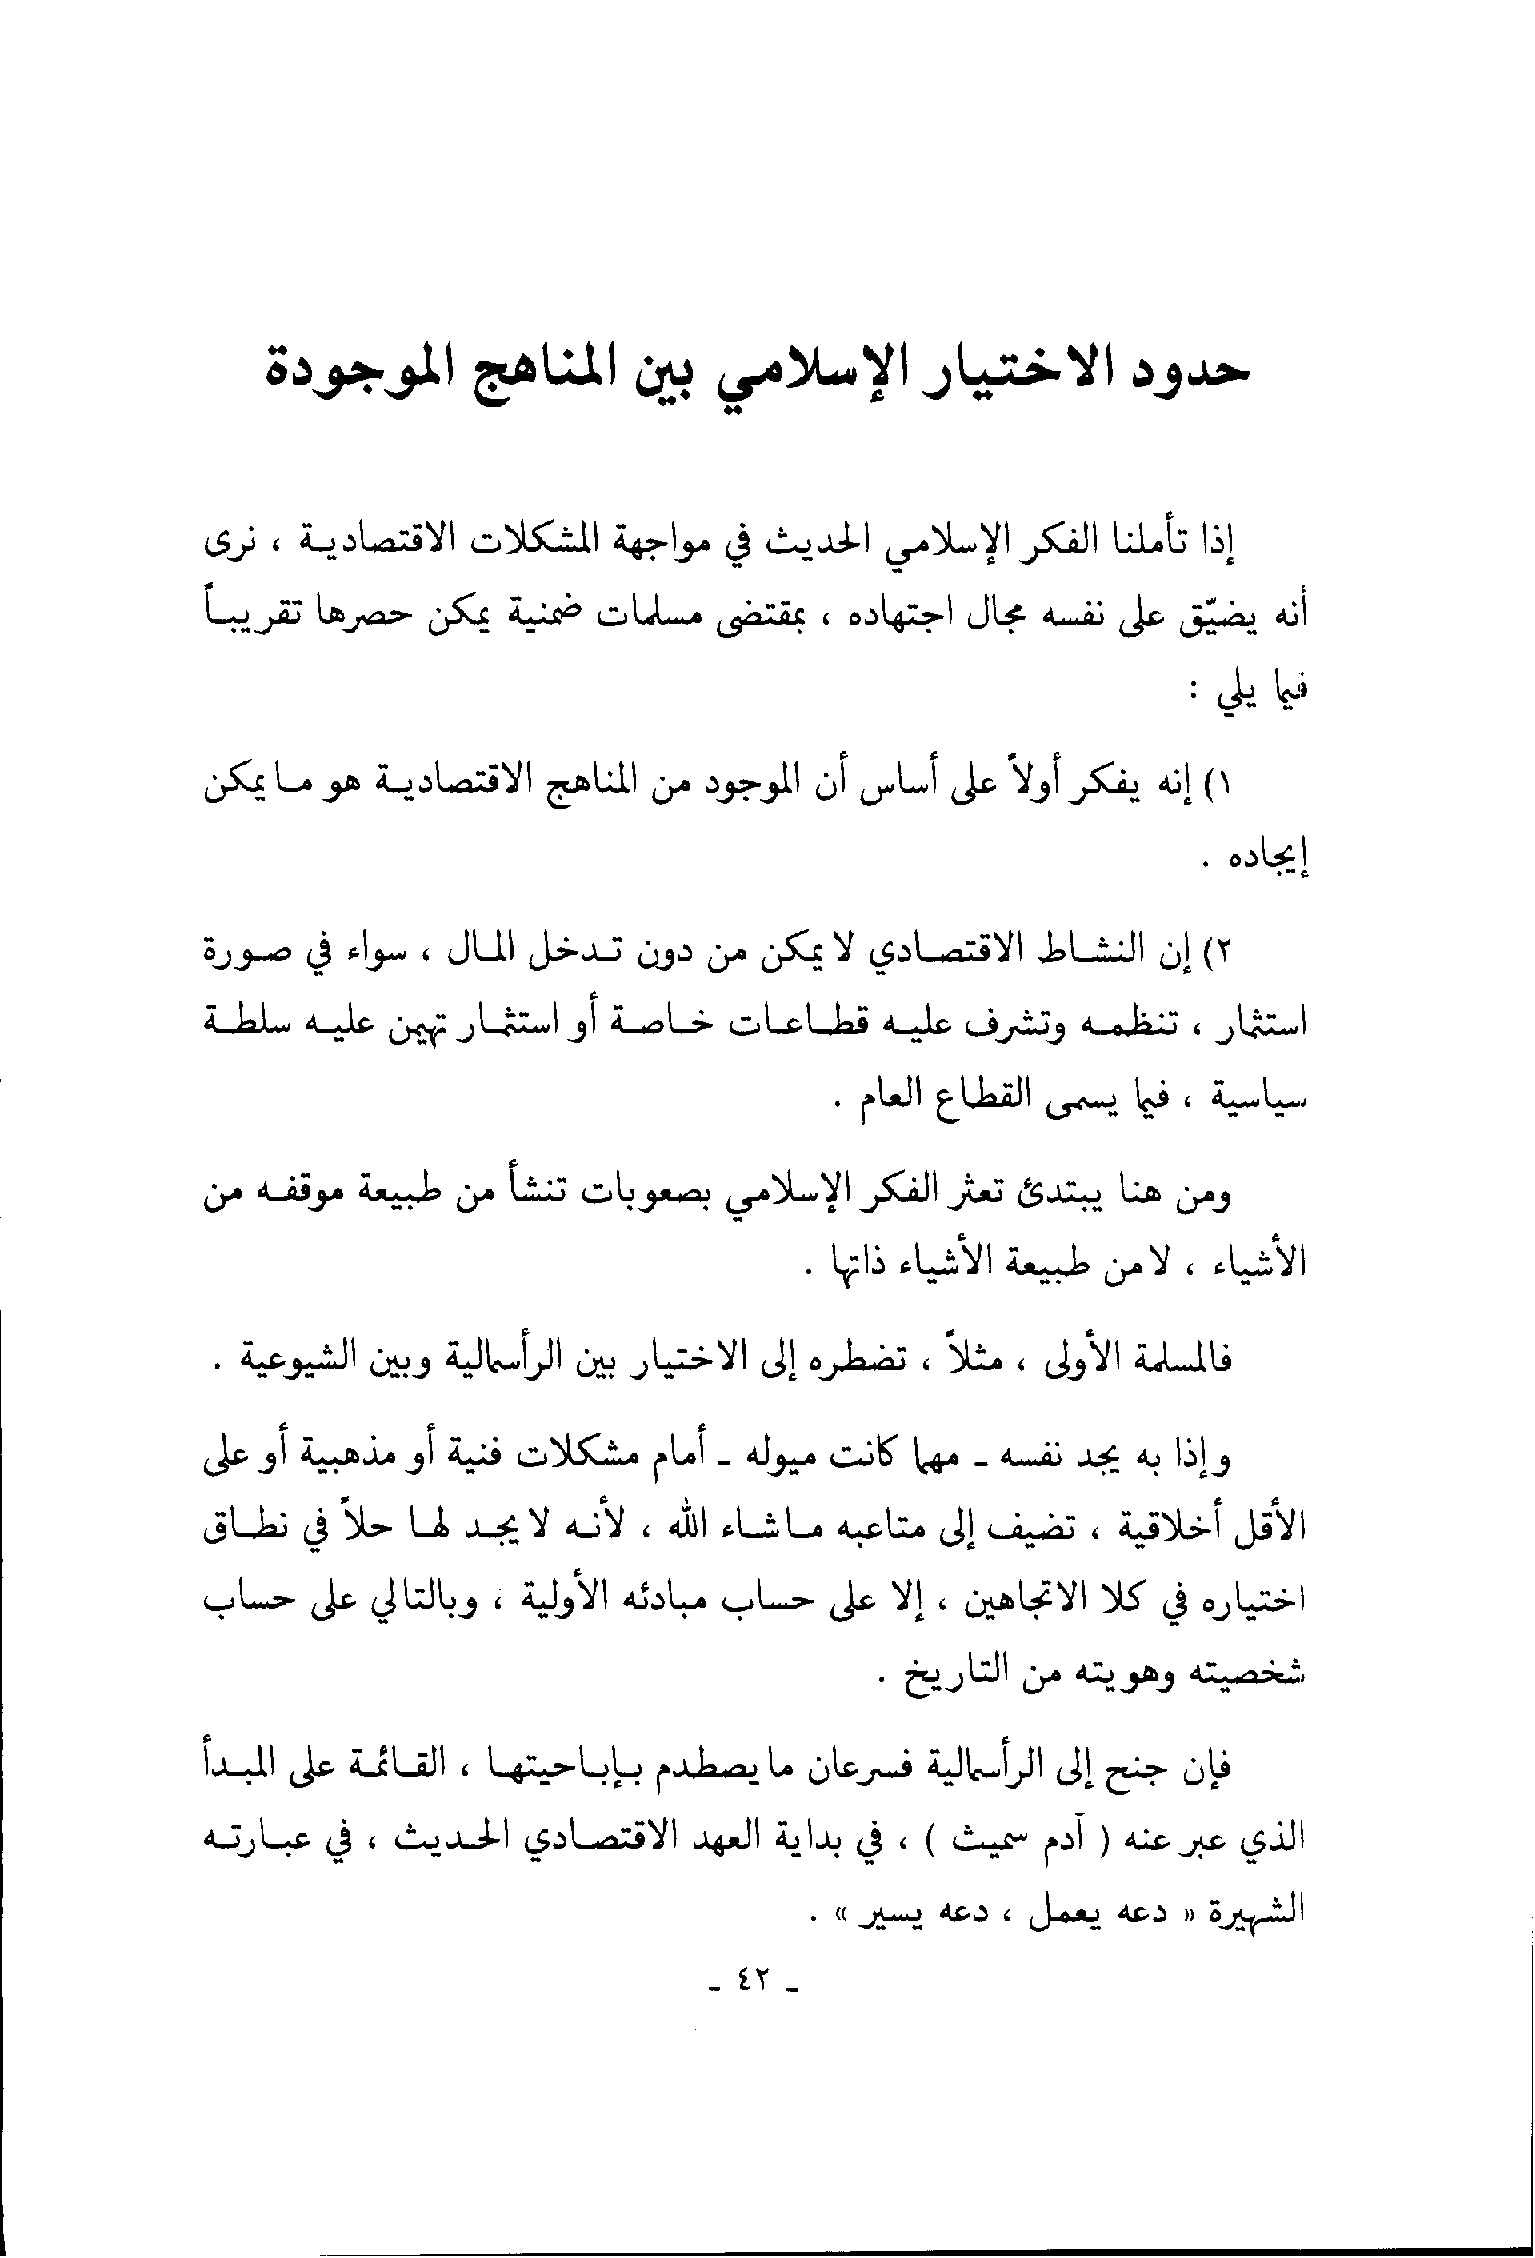 حدود الاختيار الإسلامي بين المناهج الموجودة
إذا تأملنا الفكر الإسلامي الحديث في مواجهة المشكلات الاقتصادية ، نرى
أنه يضيّق على نفسه مجال اجتهاده ، بمقتضى مسلمات ضمنية يمكن حصرها تقريباً
فيما يلي :
١) إنه يفكر أولاً على أساس أن الموجود من المناهج الاقتصادية هو ما يمكن
إيجاده .
٢) إن النشاط الاقتصادي لا يمكن من دون تدخل المال ، سواء في صورة
استثمار ، تنظمه وتشرف عليه قطاعات خاصة أو استثمار تهيمن عليه سلطة
سياسية ، فيما يسمى القطاع العام .
ومن هنا يبتدئ تعثر الفكر الإسلامي بصعوبات تنشأ من طبيعة موقفه من
الأشياء ، لا من طبيعة الأشياء ذاتها .
فالمسلمة الأولى ، مثلاً ، تضطره إلى الاختيار بين الرأسمالية وبين الشيوعية .
وإذا به يجد نفسه - مهما كانت ميوله - أمام مشكلات فنية أو مذهبية أو على
الأقل أخلاقية ، تضيف إلى متاعبه ما شاء الله ، لأنه لا يجد لها حلاً في نطاق
اختياره في كلا الاتجاهين ، إلا على حساب مبادئه الأولية ، وبالتالي على حساب
شخصيته وهويته من التاريخ .
فإن جنح إلى الرأسمالية فسرعان ما يصطدم بإباحيتها ، القائمة على المبدأ
الذي عبر عنه ( آدم سميث ) ، في بداية العهد الاقتصادي الحديث ، في عبارته
الشهيرة « دعه يعمل ، دعه يسير » .
- ٤٢ -